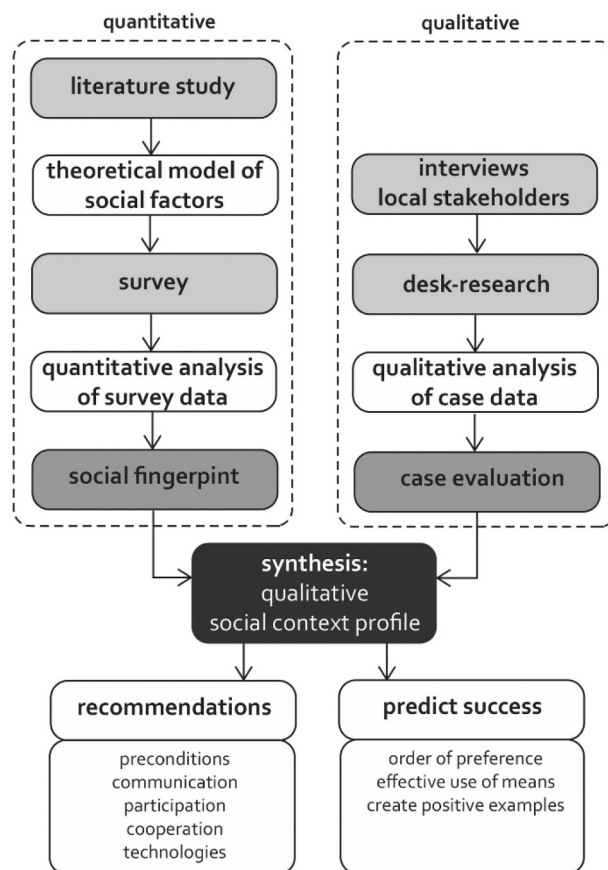 quantitative
literature study
theoretical model of
social factors
survey
quantitative analysis
of survey data
social fingerpint
qualitative
interviews
local stakeholders
desk-research
qualitative analysis
of case data
case evaluation
synthesis:
qualitative
social context profile
recommendations
preconditions
communication
participation
cooperation
technologies
predict success
order of preference
effective use of means
create positive examples